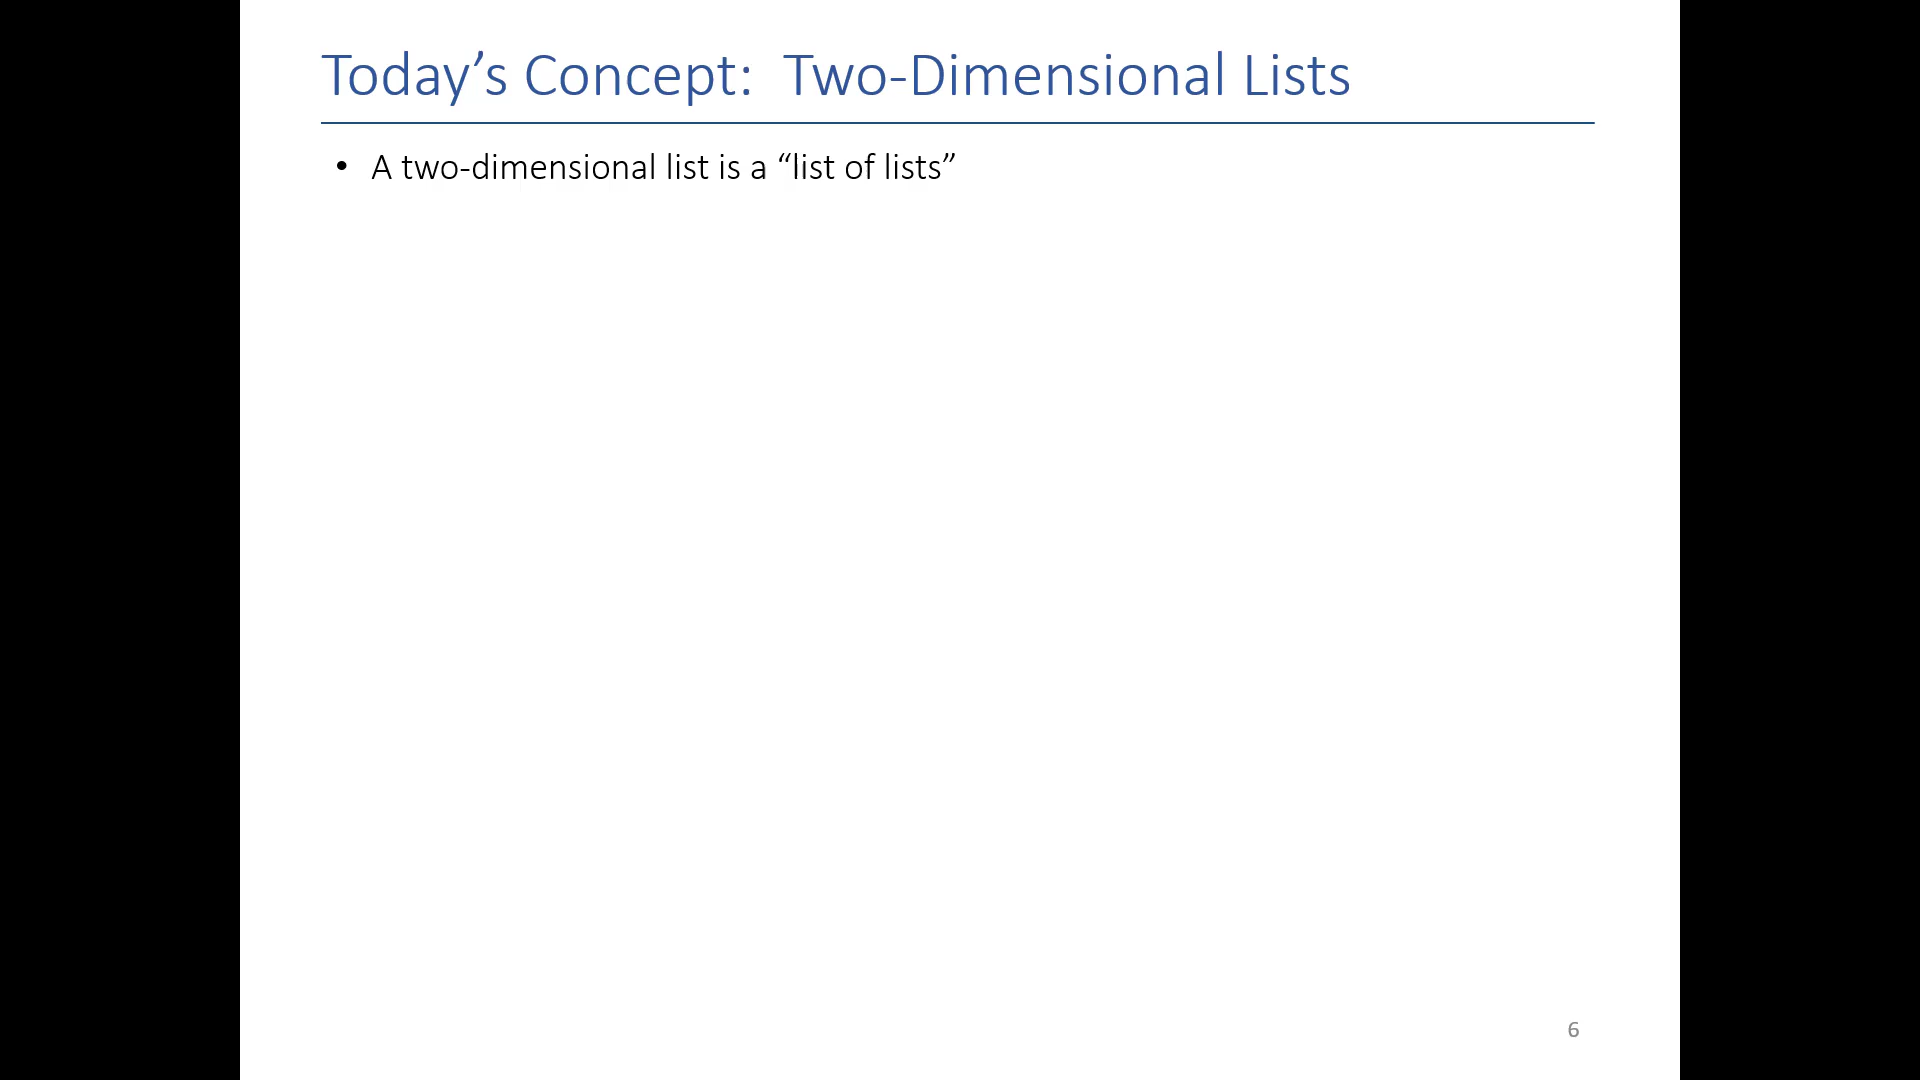 Today’s Concept:  Two-Dimensional Lists
• A two-dimensional list is a “list of lists”
6